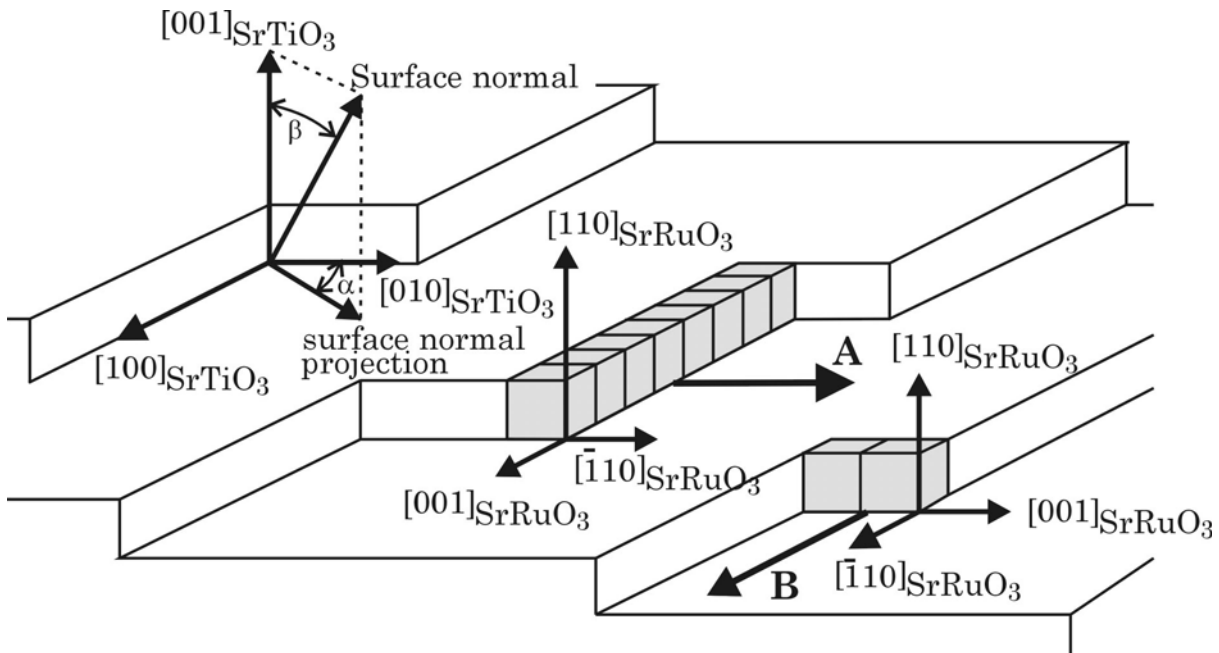 [001]SrTiO₃
Surface normal
β
[110]SrRuO₃
α
[010]SrTiO₃
surface normal
projection
[100]SrTiO₃
A
[110]SrRuO₃
[1̄10]SrRuO₃
[001]SrRuO₃
[001]SrRuO₃
B
[1̄10]SrRuO₃